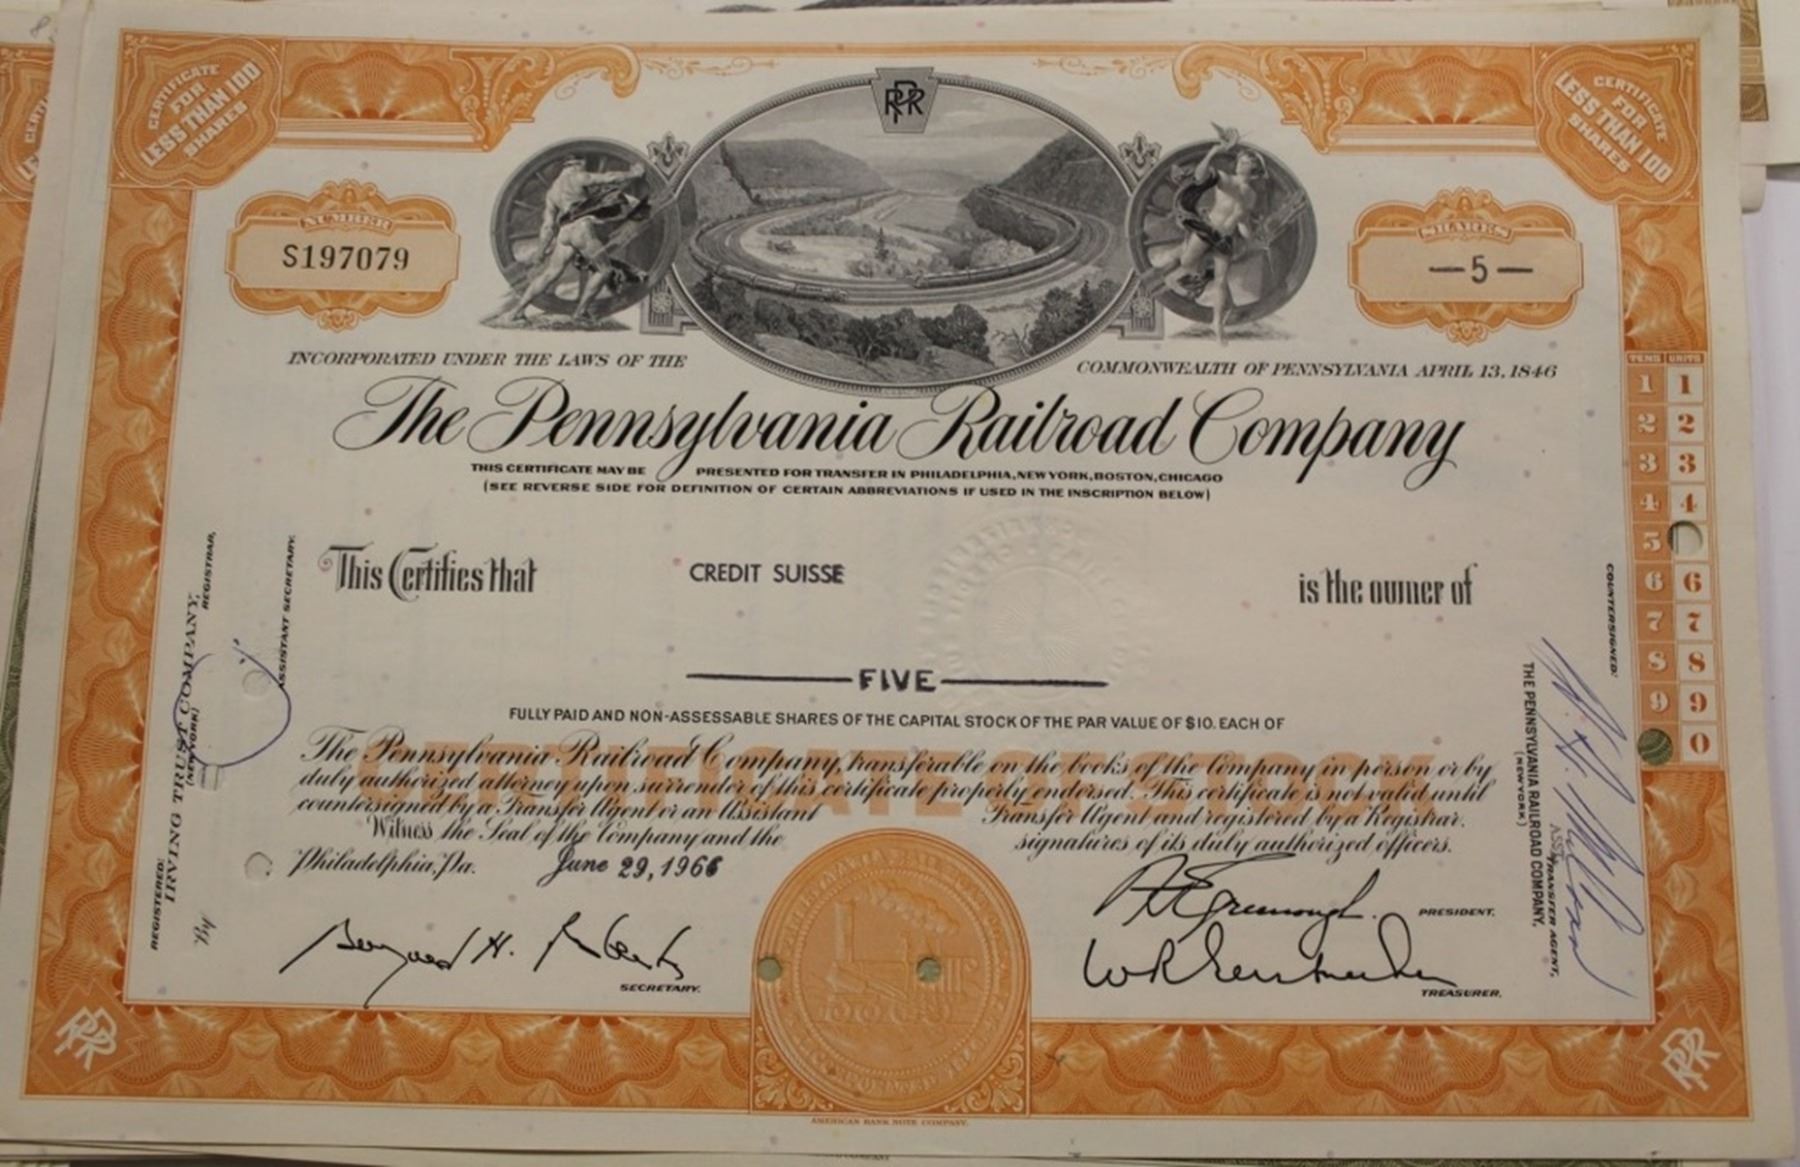 CERTIFICATE
FOR
LESS THAN 100
SHARES
PRR
CERTIFICATE
FOR
LESS THAN 100
SHARES
NUMBER
S197079
SHARES
—5—
INCORPORATED UNDER THE LAWS OF THE COMMONWEALTH OF PENNSYLVANIA APRIL 13, 1846
The Pennsylvania Railroad Company
THIS CERTIFICATE MAY BE PRESENTED FOR TRANSFER IN PHILADELPHIA, NEW YORK, BOSTON, CHICAGO
(SEE REVERSE SIDE FOR DEFINITION OF CERTAIN ABBREVIATIONS IF USED IN THE INSCRIPTION BELOW)
This Certifies that CREDIT SUISSE is the owner of
FIVE
FULLY PAID AND NON-ASSESSABLE SHARES OF THE CAPITAL STOCK OF THE PAR VALUE OF $10. EACH OF
The Pennsylvania Railroad Company, transferable on the books of the Company in person or by
duly authorized attorney upon surrender of this certificate properly endorsed. This certificate is not valid until
countersigned by a Transfer Agent or an Assistant Transfer Agent and registered by a Registrar.
Witness the Seal of the Company and the signatures of its duly authorized officers.
Philadelphia, Pa. June 29, 1966
PRESIDENT.
SECRETARY.
TREASURER.
REGISTERED:
IRVING TRUST COMPANY,
(NEW YORK)
REGISTRAR,
By
ASSISTANT SECRETARY.
COUNTERSIGNED:
THE PENNSYLVANIA RAILROAD COMPANY,
(NEW YORK)
ASST. TRANSFER AGENT,
TENS UNITS
1 1
2 2
3 3
4 4
5
6 6
7 7
8 8
9 9
0
PRR
PRR
AMERICAN BANK NOTE COMPANY.